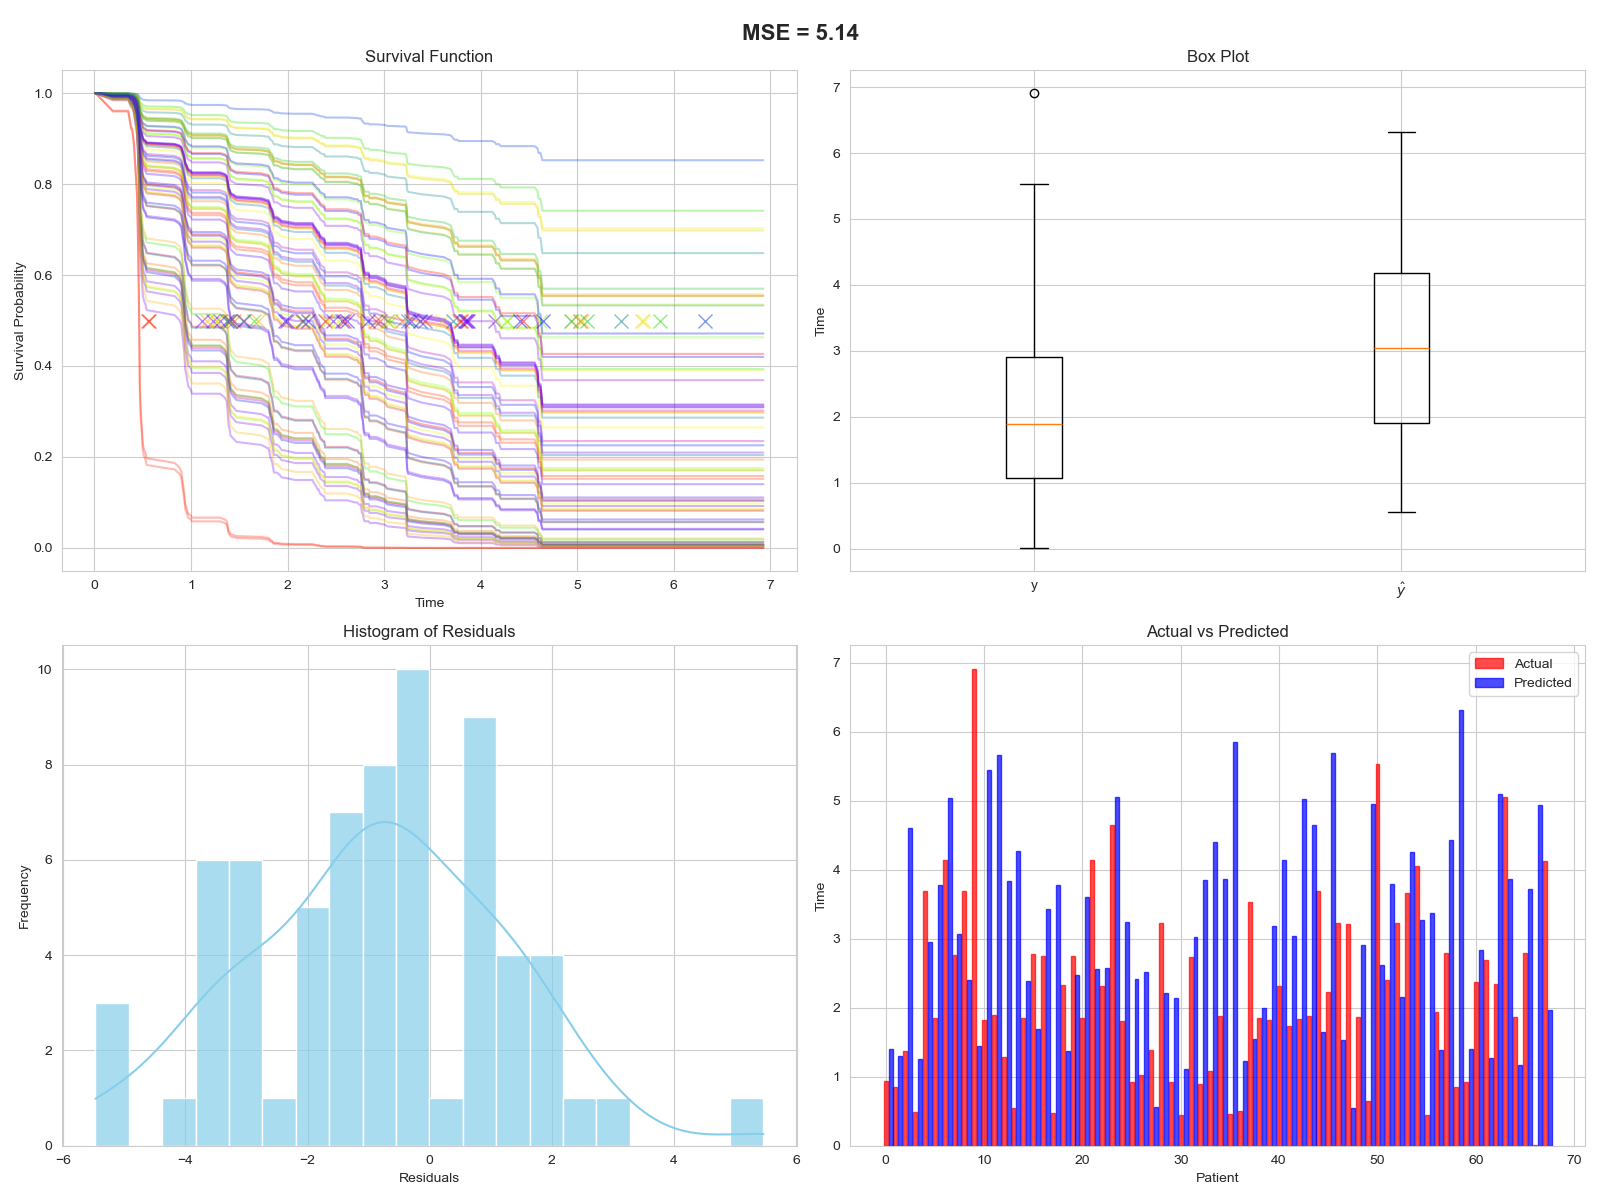 MSE = 5.14
Survival Function
Survival Probability
1.0
0.8
0.6
0.4
0.2
0.0
0 1 2 3 4 5 6 7
Time
Box Plot
Time
7
6
5
4
3
2
1
0
y ŷ
Histogram of Residuals
Frequency
10
8
6
4
2
0
−6 −4 −2 0 2 4 6
Residuals
Actual vs Predicted
Actual
Predicted
Time
7
6
5
4
3
2
1
0
0 10 20 30 40 50 60 70
Patient